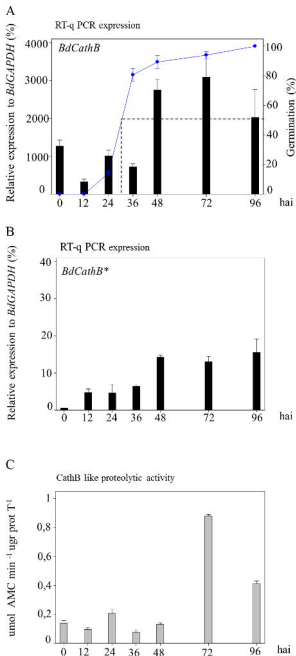 A
RT-q PCR expression
BdCathB
Relative expression to BdGAPDH (%)
4000
3000
2000
1000
0
100
80
60
40
20
0
Germination (%)
0 12 24 36 48 72 96 hai
B
RT-q PCR expression
BdCathB*
Relative expression to BdGAPDH (%)
40
20
10
0
0 12 24 36 48 72 96 hai
C
CathB like proteolytic activity
umol AMC min -1 ugr prot T-1
1
0,8
0,6
0,4
0,2
0
0 12 24 36 48 72 96 hai